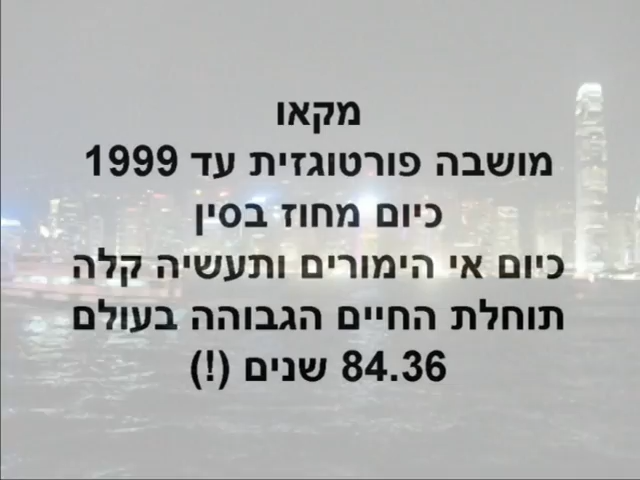 מקאו
מושבה פורטוגזית עד 1999
כיום מחוז בסין
כיום אי הימורים ותעשיה קלה
תוחלת החיים הגבוהה בעולם
84.36 שנים (!)